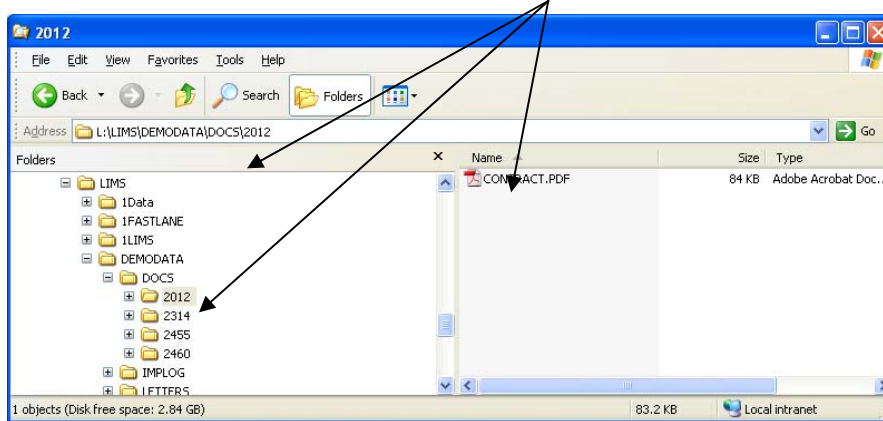 2012
File Edit View Favorites Tools Help
Back Search Folders
Address L:\LIMS\DEMODATA\DOCS\2012 Go
Folders × Name Size Type
LIMS CONTRACT.PDF 84 KB Adobe Acrobat Doc...
1Data
1FASTLANE
1LIMS
DEMODATA
DOCS
2012
2314
2455
2460
IMPLOG
LETTERS
1 objects (Disk free space: 2.84 GB) 83.2 KB Local intranet